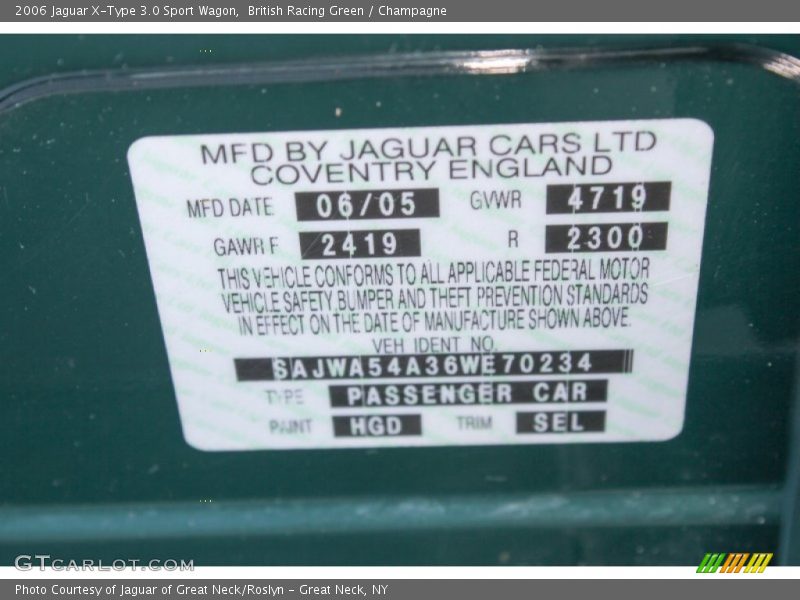 2006 Jaguar X-Type 3.0 Sport Wagon,  British Racing Green / Champagne
MFD BY JAGUAR CARS LTD
COVENTRY ENGLAND
MFD DATE 06/05 GVWR 4719
GAWR F 2419 R 2300
THIS VEHICLE CONFORMS TO ALL APPLICABLE FEDERAL MOTOR
VEHICLE SAFETY BUMPER AND THEFT PREVENTION STANDARDS
IN EFFECT ON THE DATE OF MANUFACTURE SHOWN ABOVE.
VEH IDENT NO.
SAJWA54A36WE70234
TYPE PASSENGER CAR
PAINT HGD TRIM SEL
GTCARLOT.COM
Photo Courtesy of Jaguar of Great Neck/Roslyn - Great Neck, NY